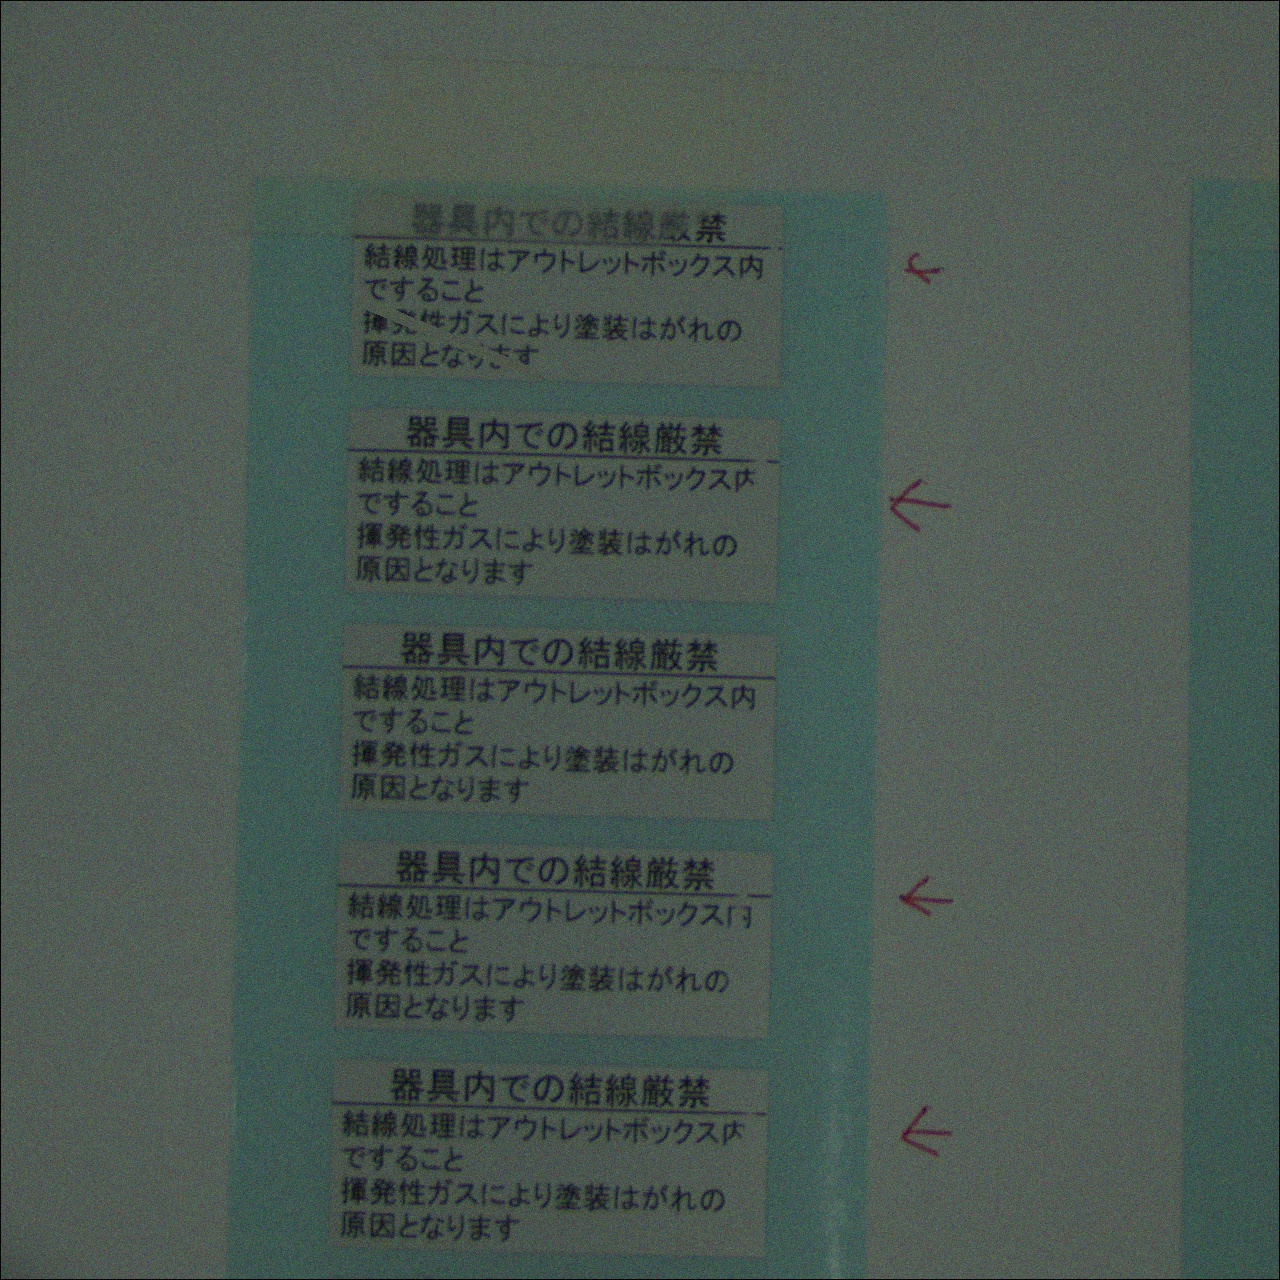 器具内での結線厳禁
結線処理はアウトレットボックス内
ですること
揮発性ガスにより塗装はがれの
原因となります
器具内での結線厳禁
結線処理はアウトレットボックス内
ですること
揮発性ガスにより塗装はがれの
原因となります
器具内での結線厳禁
結線処理はアウトレットボックス内
ですること
揮発性ガスにより塗装はがれの
原因となります
器具内での結線厳禁
結線処理はアウトレットボックス内
ですること
揮発性ガスにより塗装はがれの
原因となります
器具内での結線厳禁
結線処理はアウトレットボックス内
ですること
揮発性ガスにより塗装はがれの
原因となります